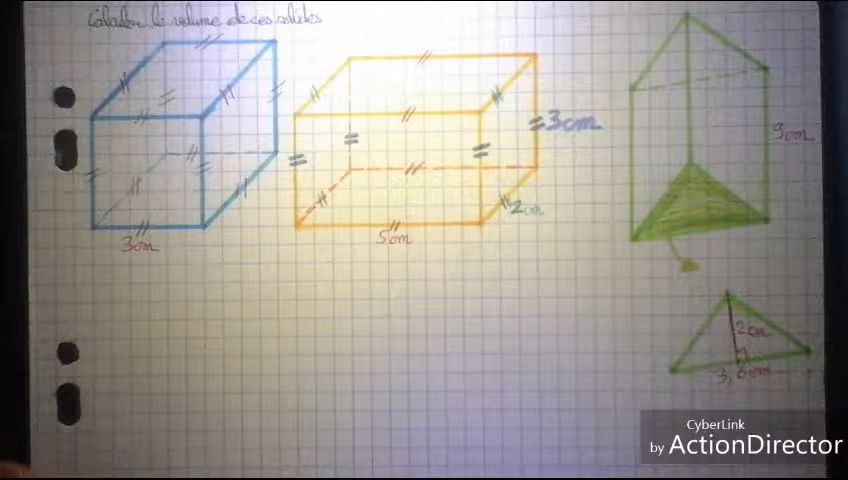 Calculer le volume de ces solides
3cm
5cm
2cm
3cm
9cm
2cm
CyberLink
by ActionDirector